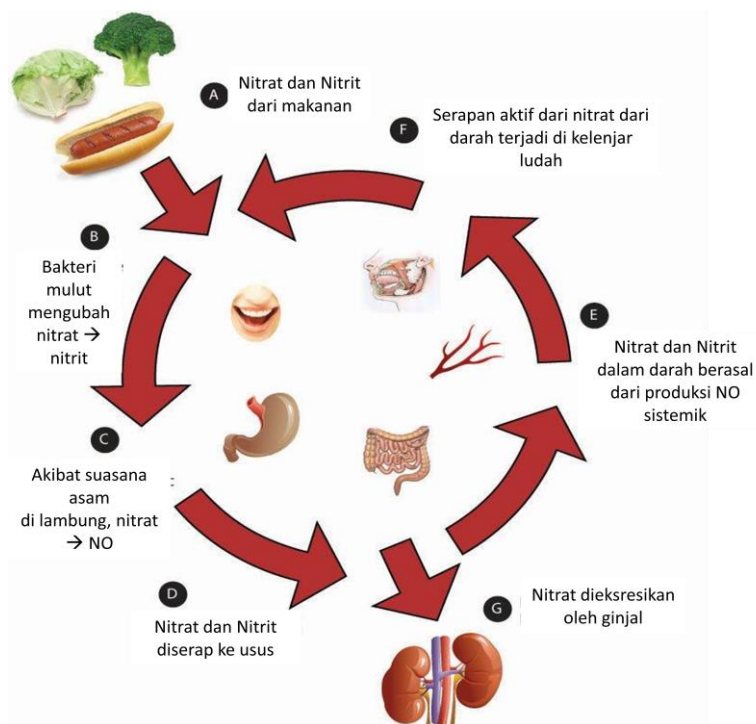 A
Nitrat dan Nitrit
dari makanan
B
Bakteri
mulut
mengubah
nitrat →
nitrit
C
Akibat suasana
asam
di lambung, nitrat
→ NO
D
Nitrat dan Nitrit
diserap ke usus
E
Nitrat dan Nitrit
dalam darah berasal
dari produksi NO
sistemik
F
Serapan aktif dari nitrat dari
darah terjadi di kelenjar
ludah
G
Nitrat dieksresikan
oleh ginjal